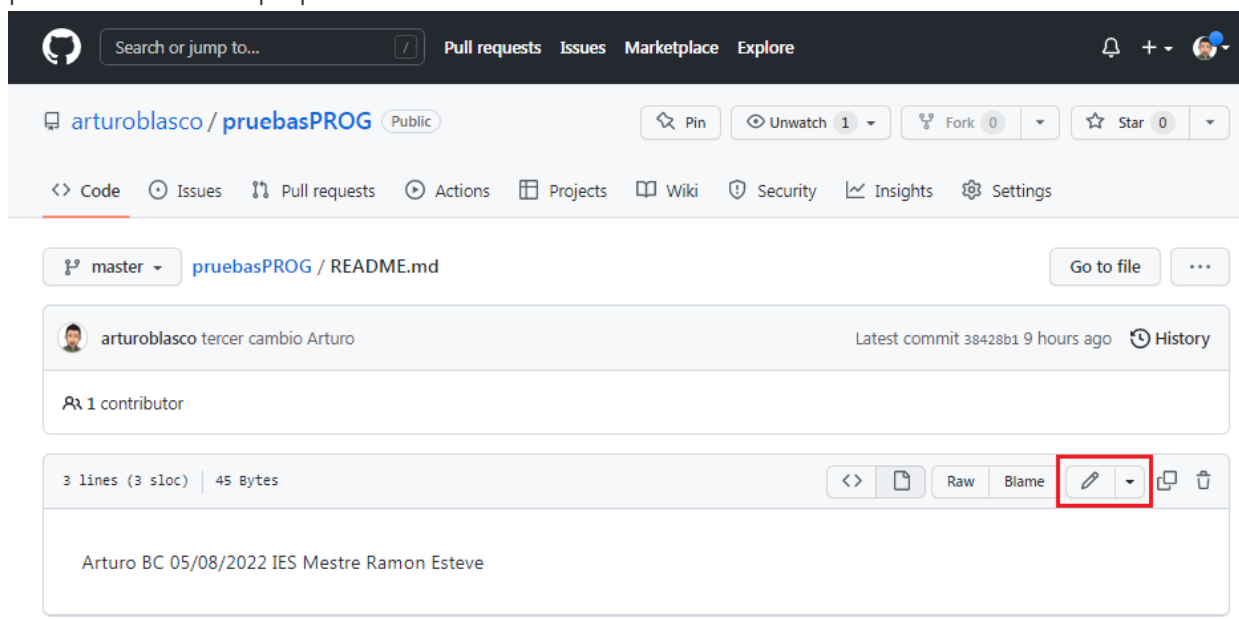 Search or jump to... / Pull requests Issues Marketplace Explore
arturoblasco / pruebasPROG Public Pin Unwatch 1 Fork 0 Star 0
Code Issues Pull requests Actions Projects Wiki Security Insights Settings
master pruebasPROG / README.md Go to file ...
arturoblasco tercer cambio Arturo Latest commit 38428b1 9 hours ago History
1 contributor
3 lines (3 sloc) 45 Bytes <> Raw Blame
Arturo BC 05/08/2022 IES Mestre Ramon Esteve